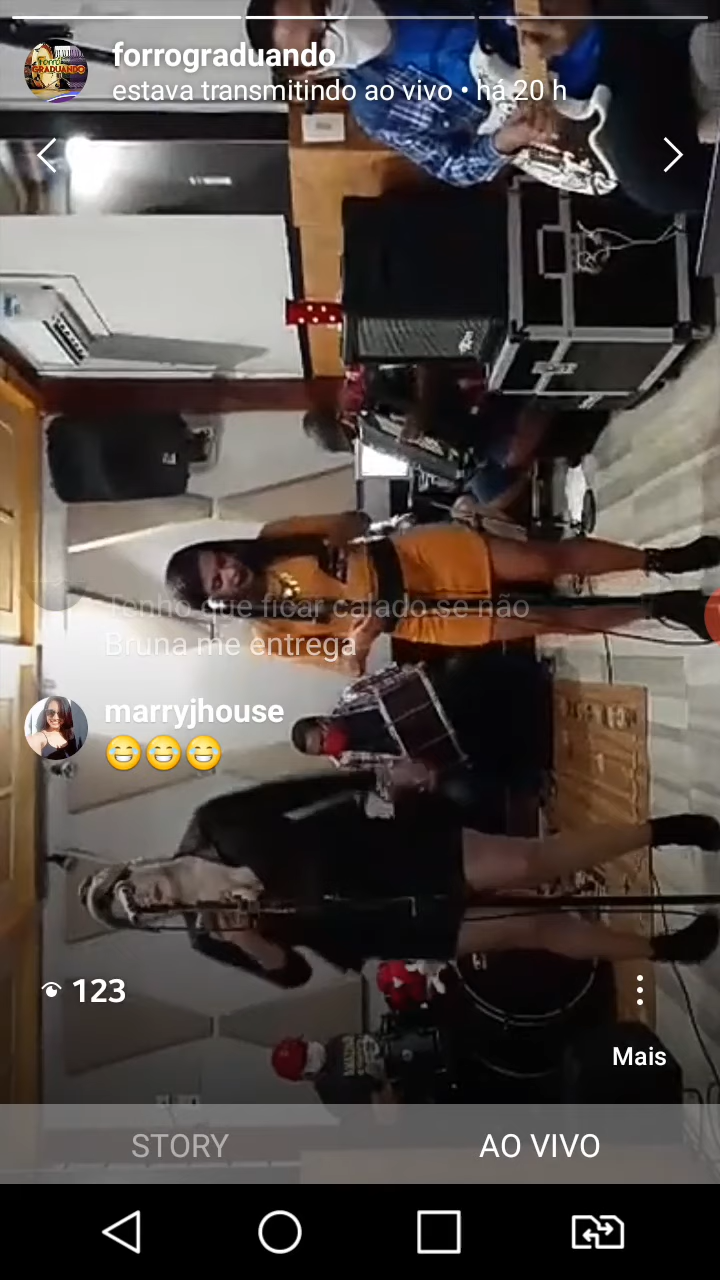 forrograduando
estava transmitindo ao vivo • há 20 h
Tenho que ficar calado se não
Bruna me entrega
marryjhouse
😂😂😂
123
Mais
STORY
AO VIVO